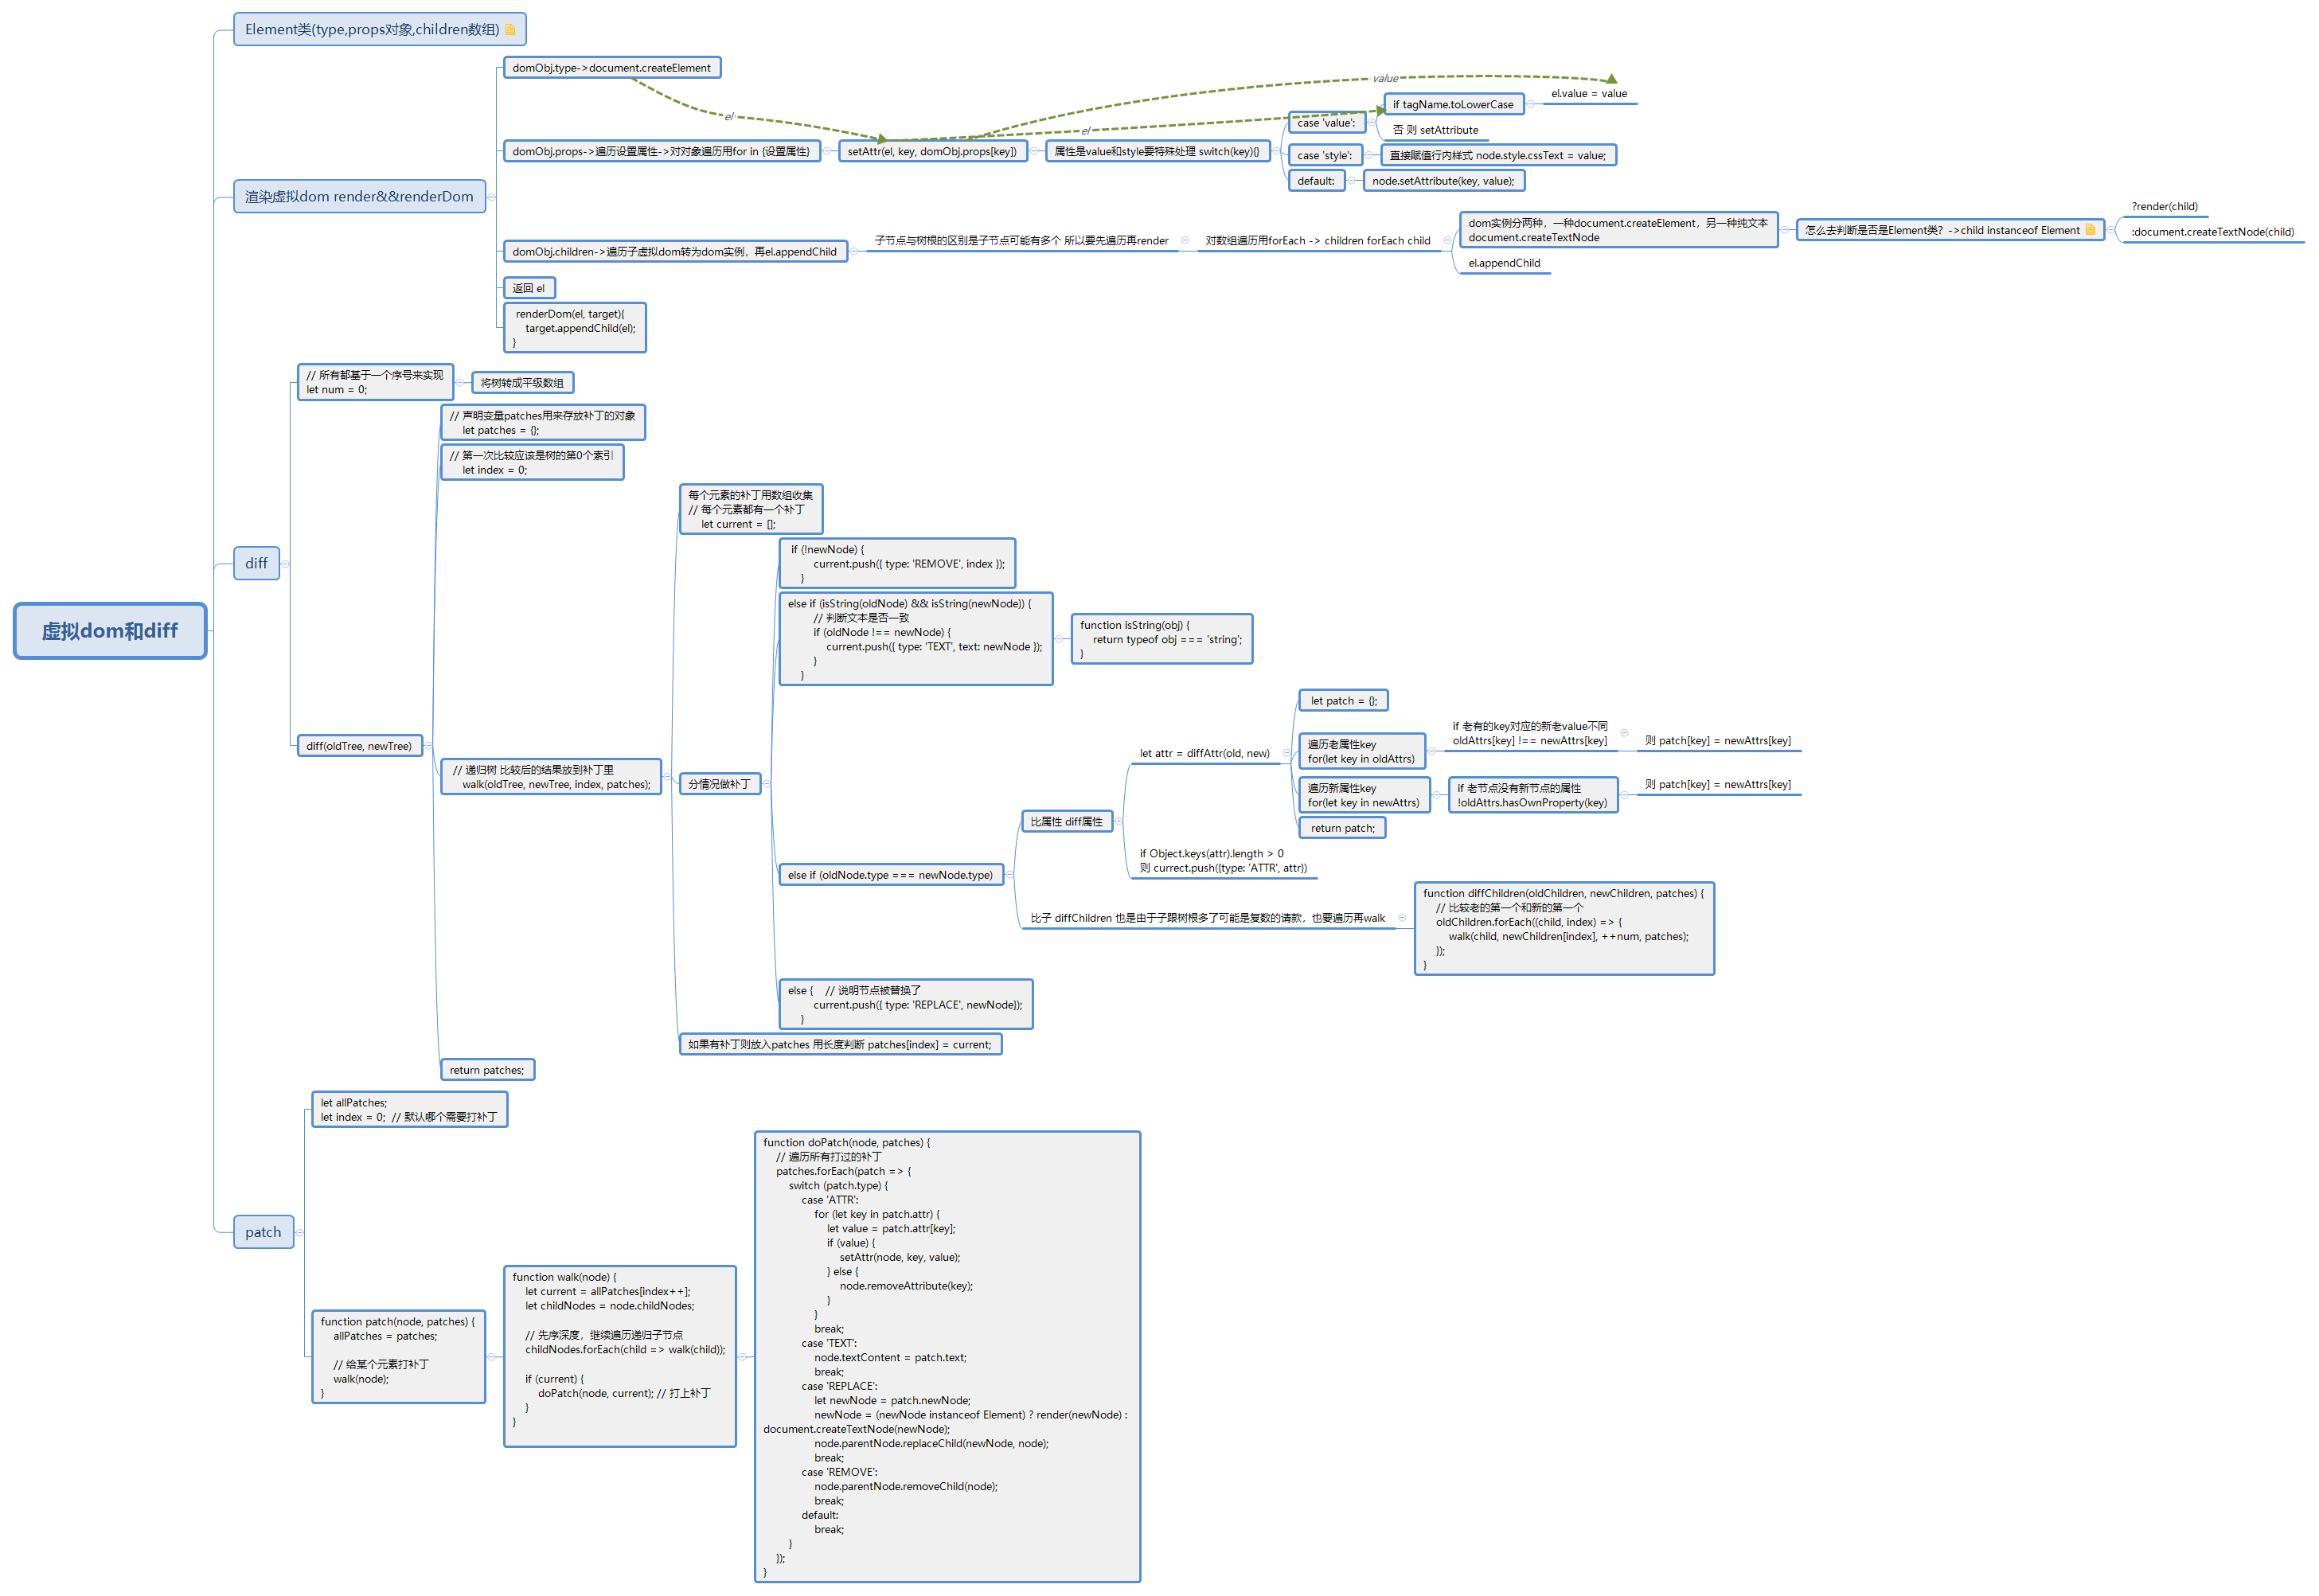 虚拟dom和diff
Element类(type,props对象,children数组)
渲染虚拟dom render&&renderDom
domObj.type->document.createElement
el
value
el
domObj.props->遍历设置属性->对对象遍历用for in {设置属性}
setAttr(el, key, domObj.props[key])
属性是value和style要特殊处理 switch(key){}
case 'value':
if tagName.toLowerCase
el.value = value
否 则 setAttribute
case 'style':
直接赋值行内样式 node.style.cssText = value;
default:
node.setAttribute(key, value);
domObj.children->遍历子虚拟dom转为dom实例，再el.appendChild
子节点与树根的区别是子节点可能有多个 所以要先遍历再render
对数组遍历用forEach -> children forEach child
dom实例分两种，一种document.createElement，另一种纯文本
document.createTextNode
怎么去判断是否是Element类？->child instanceof Element
?render(child)
:document.createTextNode(child)
el.appendChild
返回 el
renderDom(el, target){
target.appendChild(el);
}
diff
// 所有都基于一个序号来实现
let num = 0;
将树转成平级数组
diff(oldTree, newTree)
// 声明变量patches用来存放补丁的对象
let patches = {};
// 第一次比较应该是树的第0个索引
let index = 0;
// 递归树 比较后的结果放到补丁里
walk(oldTree, newTree, index, patches);
每个元素的补丁用数组收集
// 每个元素都有一个补丁
let current = [];
分情况做补丁
if (!newNode) {
current.push({ type: 'REMOVE', index });
}
else if (isString(oldNode) && isString(newNode)) {
// 判断文本是否一致
if (oldNode !== newNode) {
current.push({ type: 'TEXT', text: newNode });
}
}
function isString(obj) {
return typeof obj === 'string';
}
else if (oldNode.type === newNode.type)
比属性 diff属性
let attr = diffAttr(old, new)
let patch = {};
遍历老属性key
for(let key in oldAttrs)
if 老有的key对应的新老value不同
oldAttrs[key] !== newAttrs[key]
则 patch[key] = newAttrs[key]
遍历新属性key
for(let key in newAttrs)
if 老节点没有新节点的属性
!oldAttrs.hasOwnProperty(key)
则 patch[key] = newAttrs[key]
return patch;
if Object.keys(attr).length > 0
则 currect.push({type: 'ATTR', attr})
比子 diffChildren 也是由于子跟树根多了可能是复数的请款，也要遍历再walk
function diffChildren(oldChildren, newChildren, patches) {
// 比较老的第一个和新的第一个
oldChildren.forEach((child, index) => {
walk(child, newChildren[index], ++num, patches);
});
}
else {    // 说明节点被替换了
current.push({ type: 'REPLACE', newNode});
}
如果有补丁则放入patches 用长度判断 patches[index] = current;
return patches;
patch
let allPatches;
let index = 0;  // 默认哪个需要打补丁
function patch(node, patches) {
allPatches = patches;
// 给某个元素打补丁
walk(node);
}
function walk(node) {
let current = allPatches[index++];
let childNodes = node.childNodes;
// 先序深度，继续遍历递归子节点
childNodes.forEach(child => walk(child));
if (current) {
doPatch(node, current); // 打上补丁
}
}
function doPatch(node, patches) {
// 遍历所有打过的补丁
patches.forEach(patch => {
switch (patch.type) {
case 'ATTR':
for (let key in patch.attr) {
let value = patch.attr[key];
if (value) {
setAttr(node, key, value);
} else {
node.removeAttribute(key);
}
}
break;
case 'TEXT':
node.textContent = patch.text;
break;
case 'REPLACE':
let newNode = patch.newNode;
newNode = (newNode instanceof Element) ? render(newNode) :
document.createTextNode(newNode);
node.parentNode.replaceChild(newNode, node);
break;
case 'REMOVE':
node.parentNode.removeChild(node);
break;
default:
break;
}
});
}